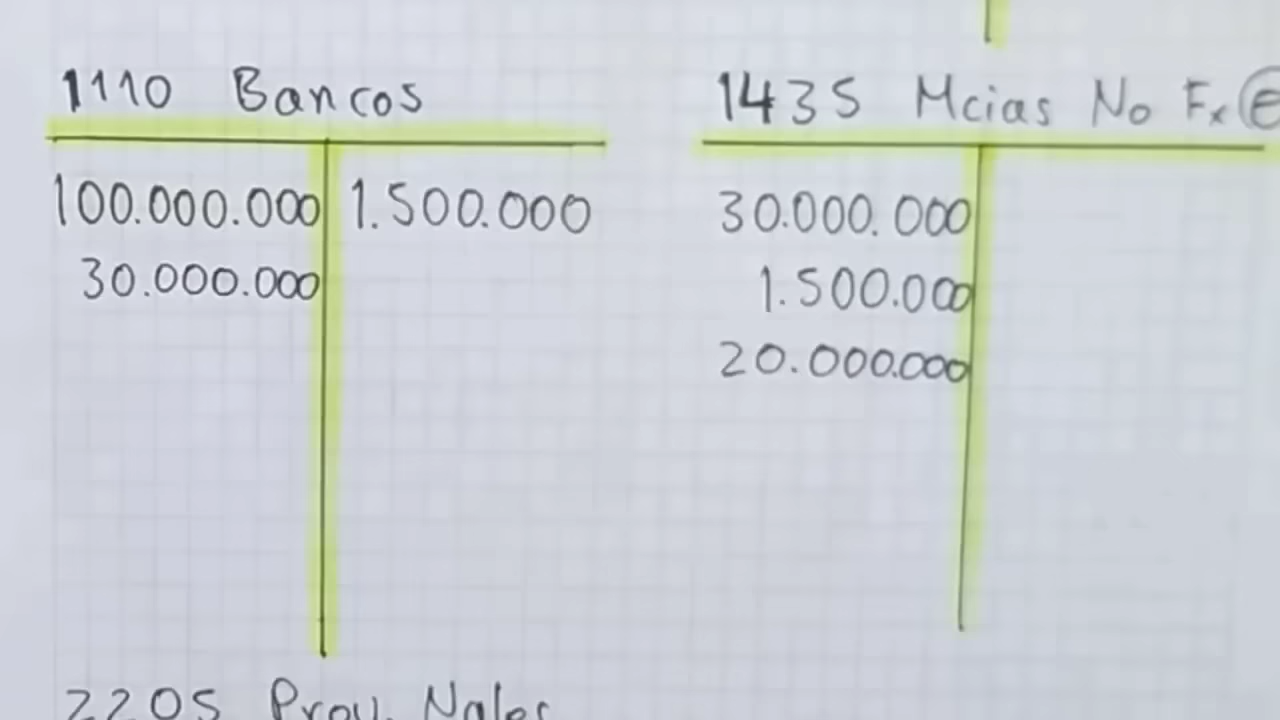 1110 Bancos
100.000.000 1.500.000
30.000.000
1435 Mcias No Fx E
30.000.000
1.500.000
20.000.000
2205 Prov. Nales